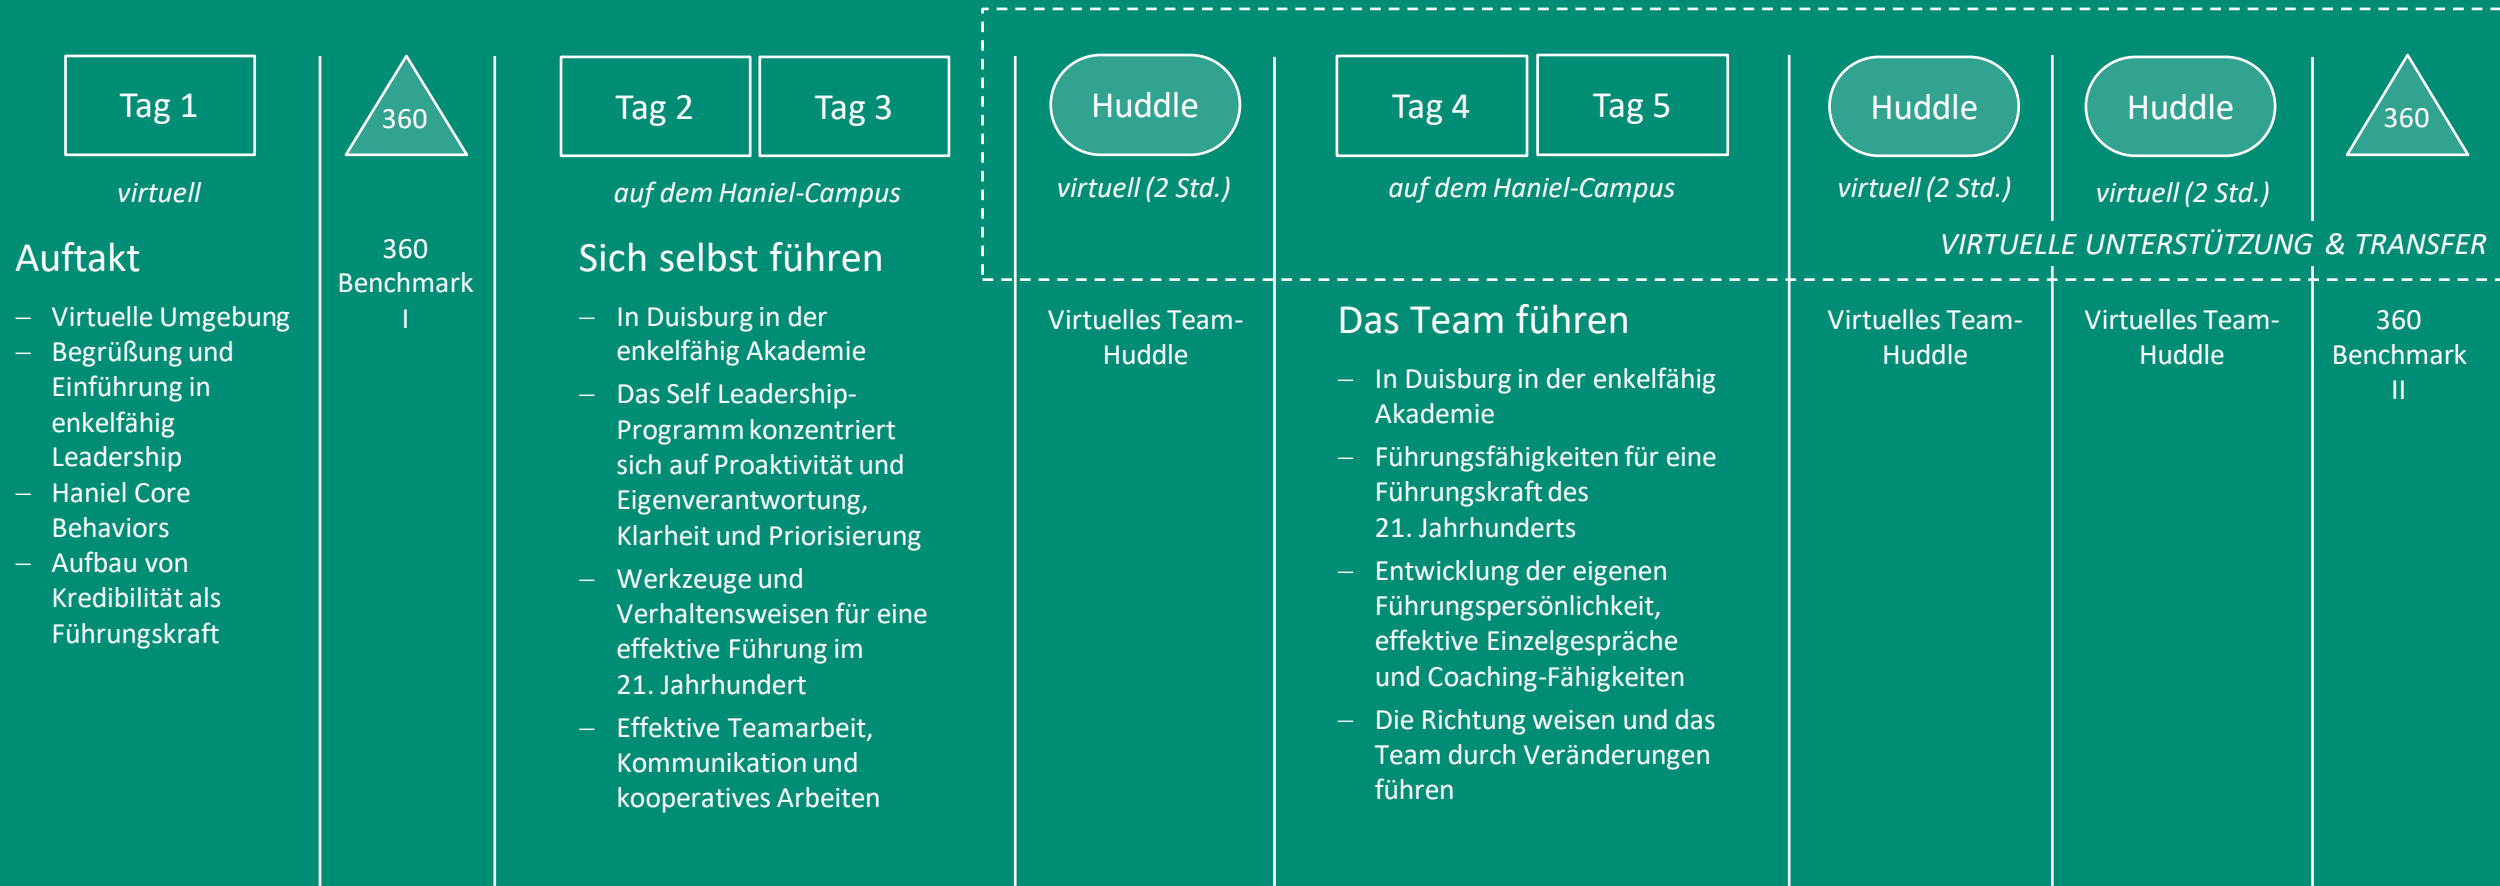 Tag 1
virtuell
Auftakt
– Virtuelle Umgebung
– Begrüßung und
Einführung in
enkelfähig
Leadership
– Haniel Core
Behaviors
– Aufbau von
Kredibilität als
Führungskraft
360
360
Benchmark
I
Tag 2
Tag 3
auf dem Haniel-Campus
Sich selbst führen
– In Duisburg in der
enkelfähig Akademie
– Das Self Leadership-
Programm konzentriert
sich auf Proaktivität und
Eigenverantwortung,
Klarheit und Priorisierung
– Werkzeuge und
Verhaltensweisen für eine
effektive Führung im
21. Jahrhundert
– Effektive Teamarbeit,
Kommunikation und
kooperatives Arbeiten
Huddle
virtuell (2 Std.)
Virtuelles Team-
Huddle
Tag 4
Tag 5
auf dem Haniel-Campus
Das Team führen
– In Duisburg in der enkelfähig
Akademie
– Führungsfähigkeiten für eine
Führungskraft des
21. Jahrhunderts
– Entwicklung der eigenen
Führungspersönlichkeit,
effektive Einzelgespräche
und Coaching-Fähigkeiten
– Die Richtung weisen und das
Team durch Veränderungen
führen
Huddle
virtuell (2 Std.)
Virtuelles Team-
Huddle
Huddle
virtuell (2 Std.)
Virtuelles Team-
Huddle
360
VIRTUELLE UNTERSTÜTZUNG & TRANSFER
360
Benchmark
II